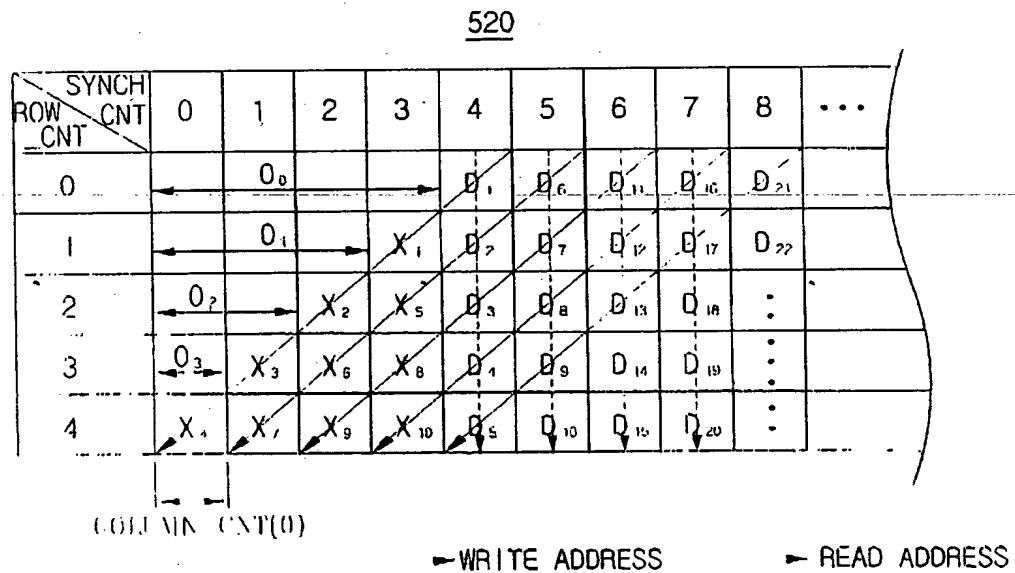 520
SYNCH CNT 0 1 2 3 4 5 6 7 8 •••
ROW CNT
0 O₀ D₁ D₆ D₁₁ D₁₆ D₂₁
1 O₁ X₁ D₂ D₇ D₁₂ D₁₇ D₂₂
2 O₂ X₂ X₅ D₃ D₈ D₁₃ D₁₈
3 O₃ X₃ X₆ X₈ D₄ D₉ D₁₄ D₁₉
4 X₄ X₇ X₉ X₁₀ D₅ D₁₀ D₁₅ D₂₀
COLUMN CNT(0)
WRITE ADDRESS READ ADDRESS